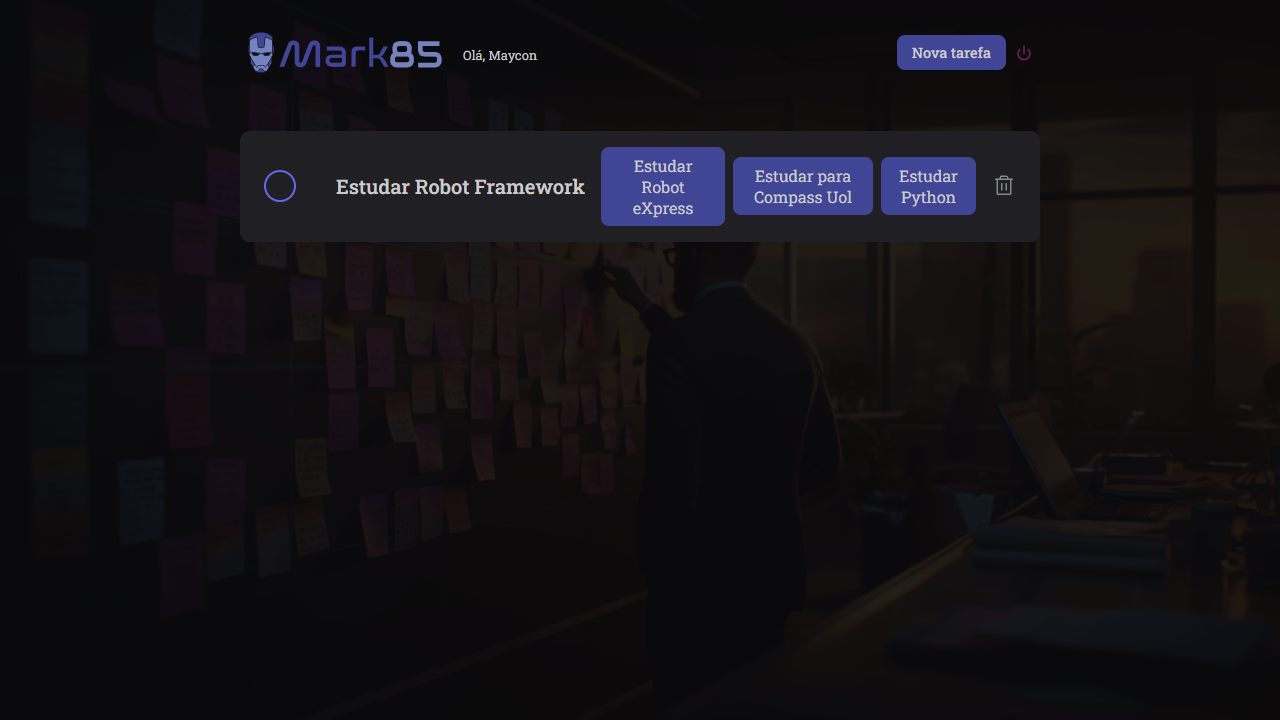 Mark85
Olá, Maycon
Nova tarefa
Estudar Robot Framework
Estudar
Robot
eXpress
Estudar para
Compass Uol
Estudar
Python